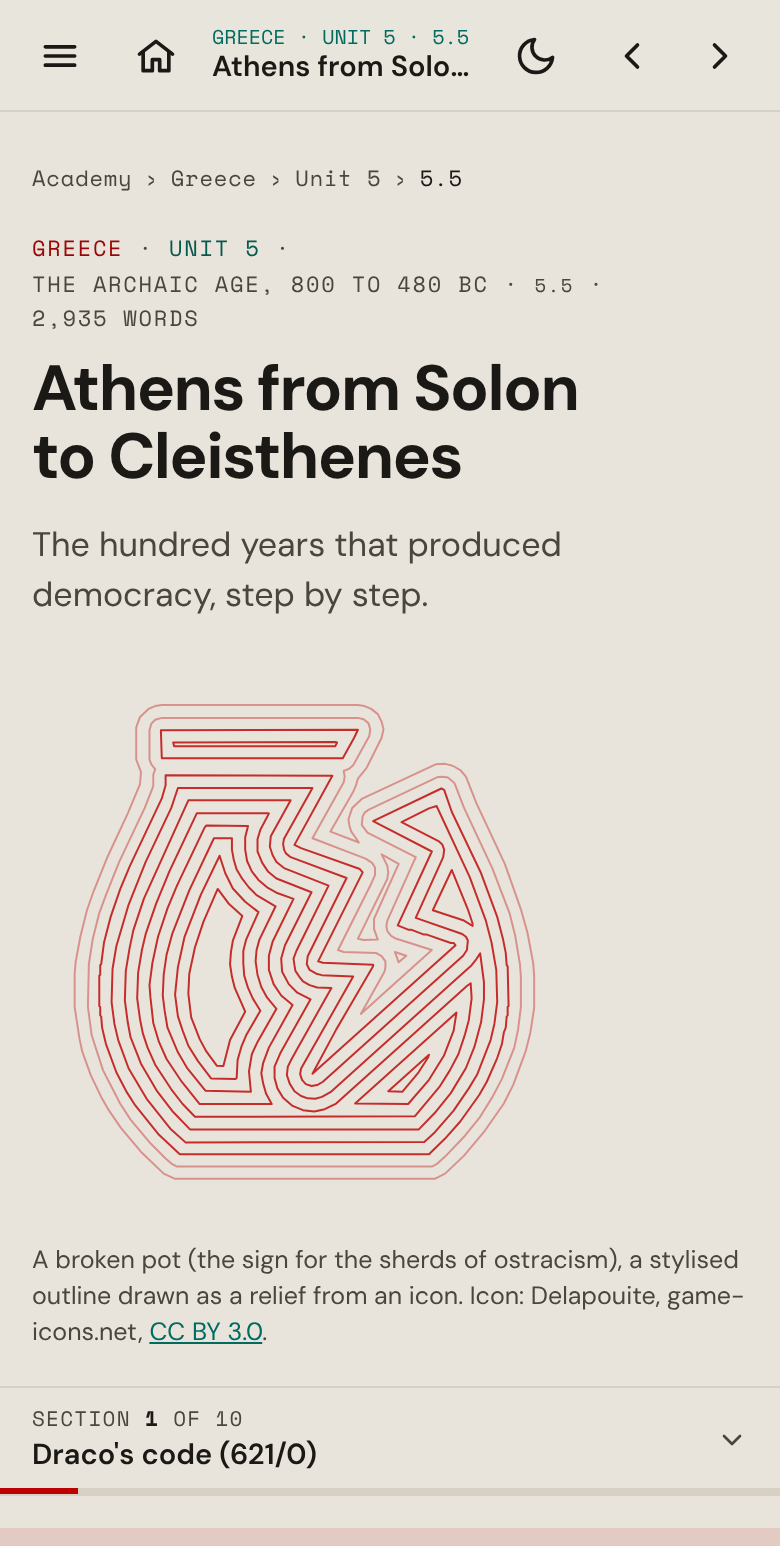 GREECE · UNIT 5 · 5.5
Athens from Solo…
Academy › Greece › Unit 5 › 5.5
GREECE · UNIT 5 ·
THE ARCHAIC AGE, 800 TO 480 BC · 5.5 ·
2,935 WORDS
Athens from Solon
to Cleisthenes
The hundred years that produced
democracy, step by step.
A broken pot (the sign for the sherds of ostracism), a stylised
outline drawn as a relief from an icon. Icon: Delapouite, game-
icons.net, CC BY 3.0.
SECTION 1 OF 10
Draco's code (621/0)